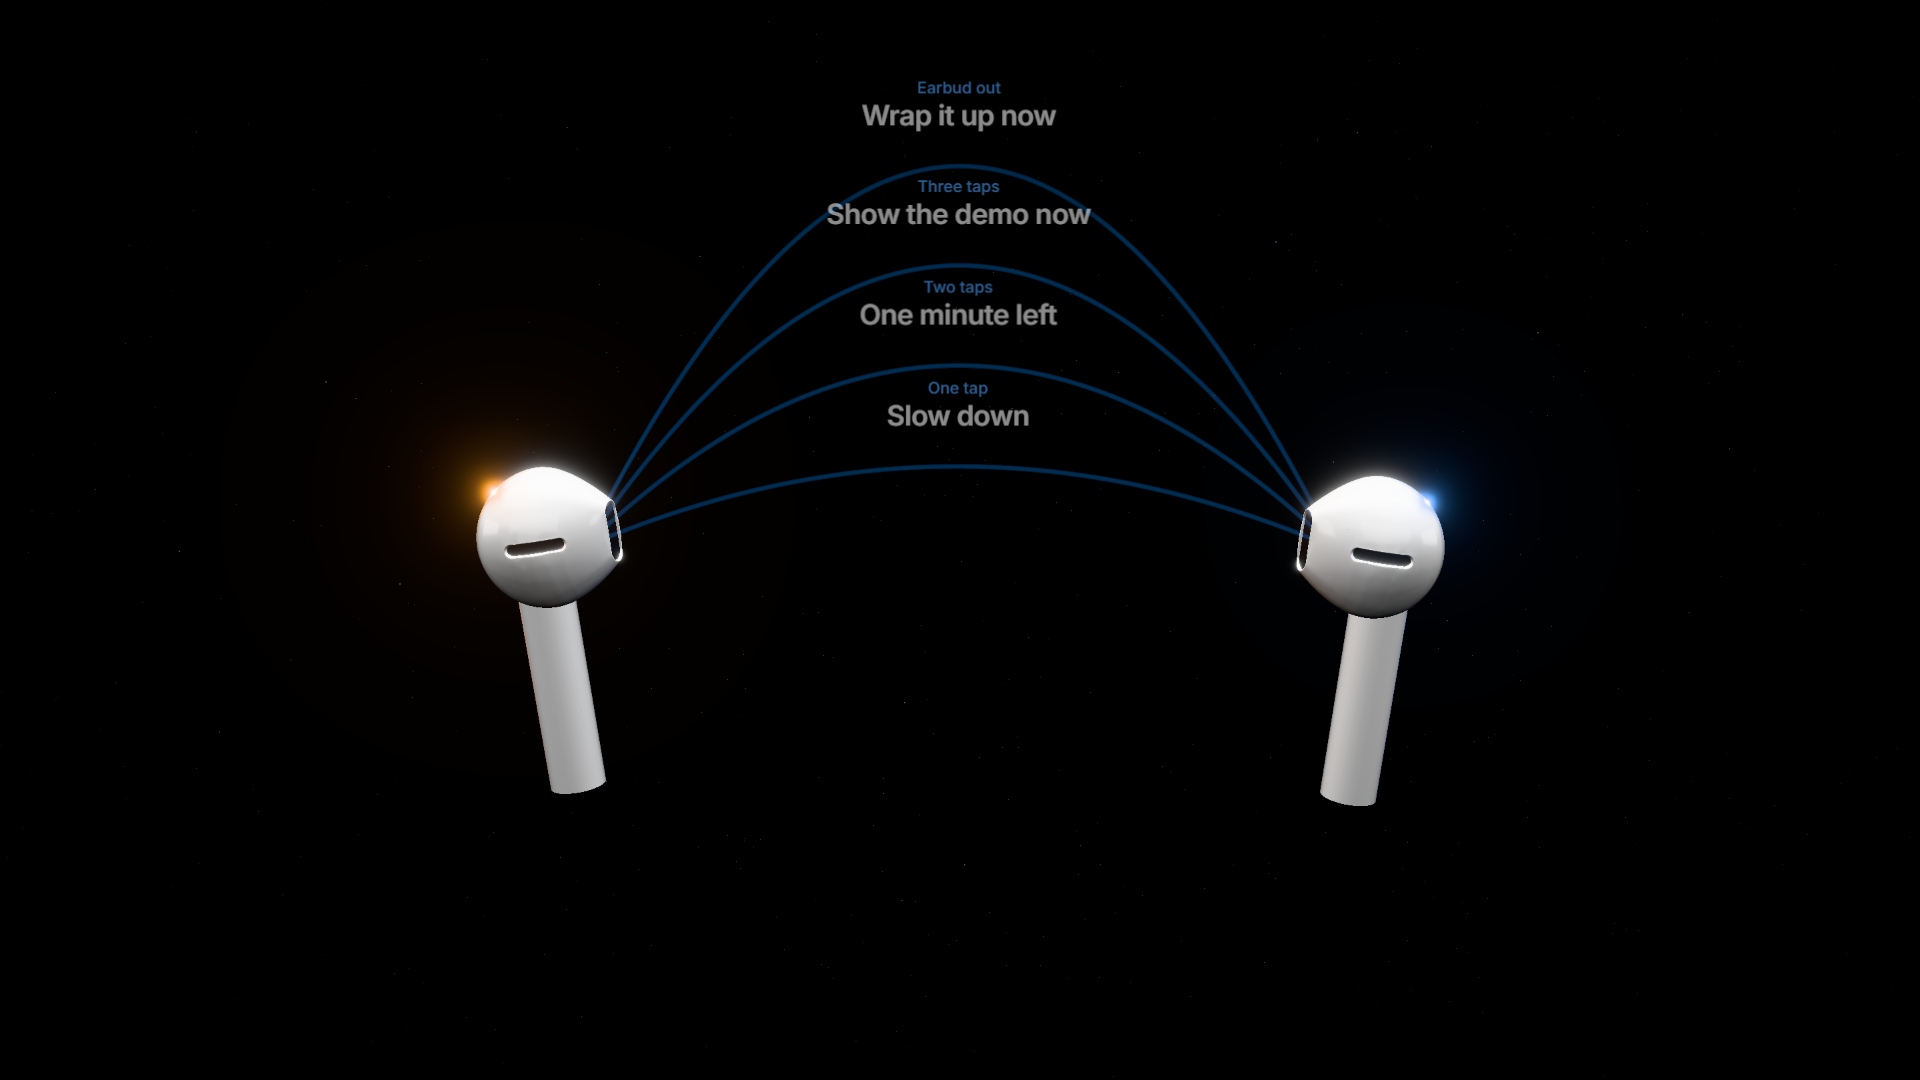 Earbud out
Wrap it up now
Three taps
Show the demo now
Two taps
One minute left
One tap
Slow down